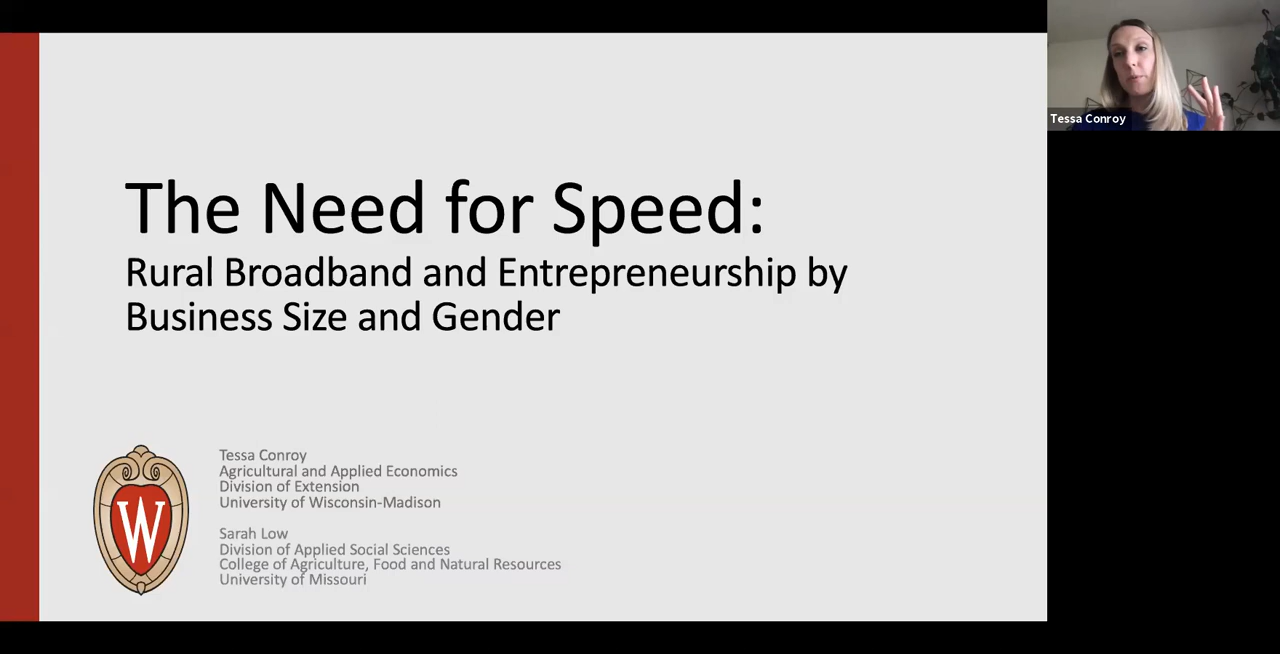 The Need for Speed:
Rural Broadband and Entrepreneurship by
Business Size and Gender
W
Tessa Conroy
Agricultural and Applied Economics
Division of Extension
University of Wisconsin-Madison
Sarah Low
Division of Applied Social Sciences
College of Agriculture, Food and Natural Resources
University of Missouri
Tessa Conroy